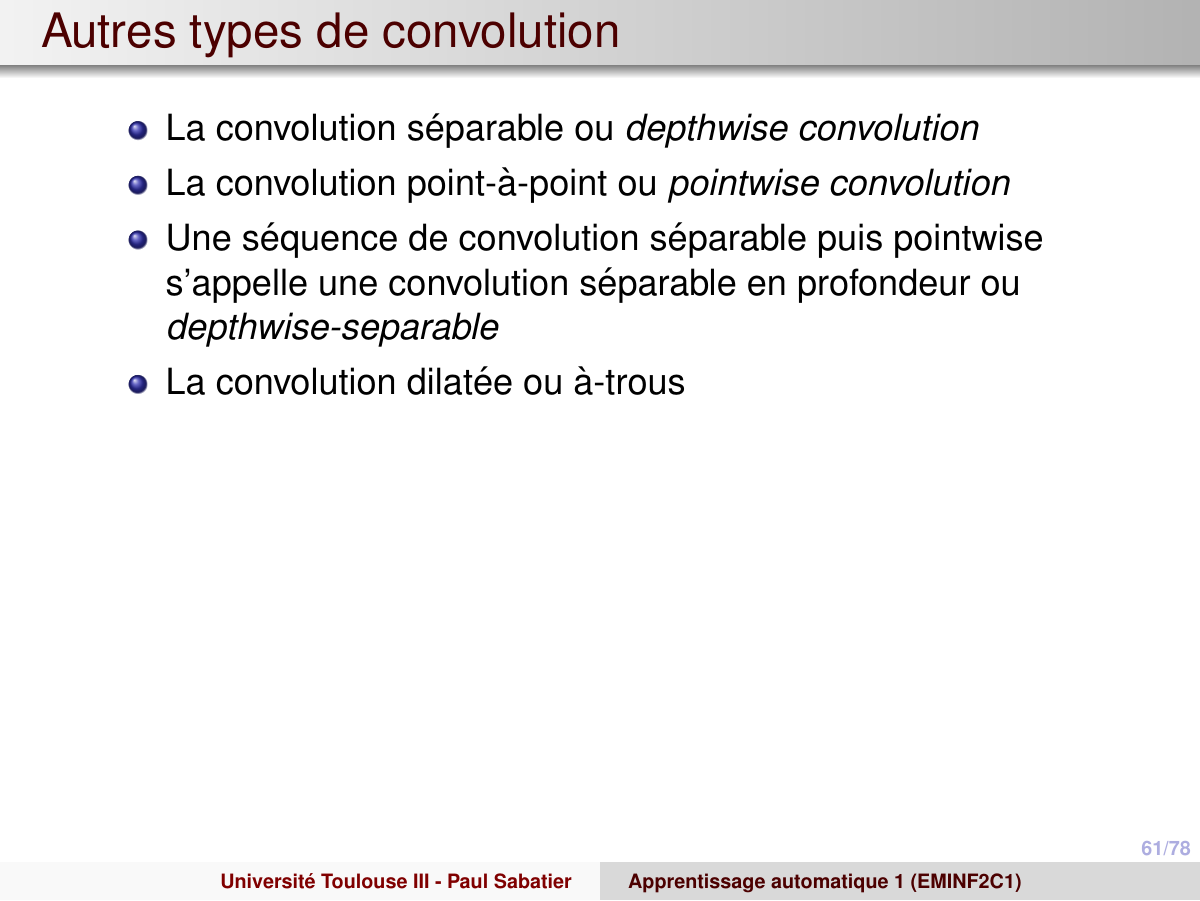 Autres types de convolution
La convolution séparable ou depthwise convolution
La convolution point-à-point ou pointwise convolution
Une séquence de convolution séparable puis pointwise
s'appelle une convolution séparable en profondeur ou
depthwise-separable
La convolution dilatée ou à-trous
61/78
Université Toulouse III - Paul Sabatier
Apprentissage automatique 1 (EMINF2C1)